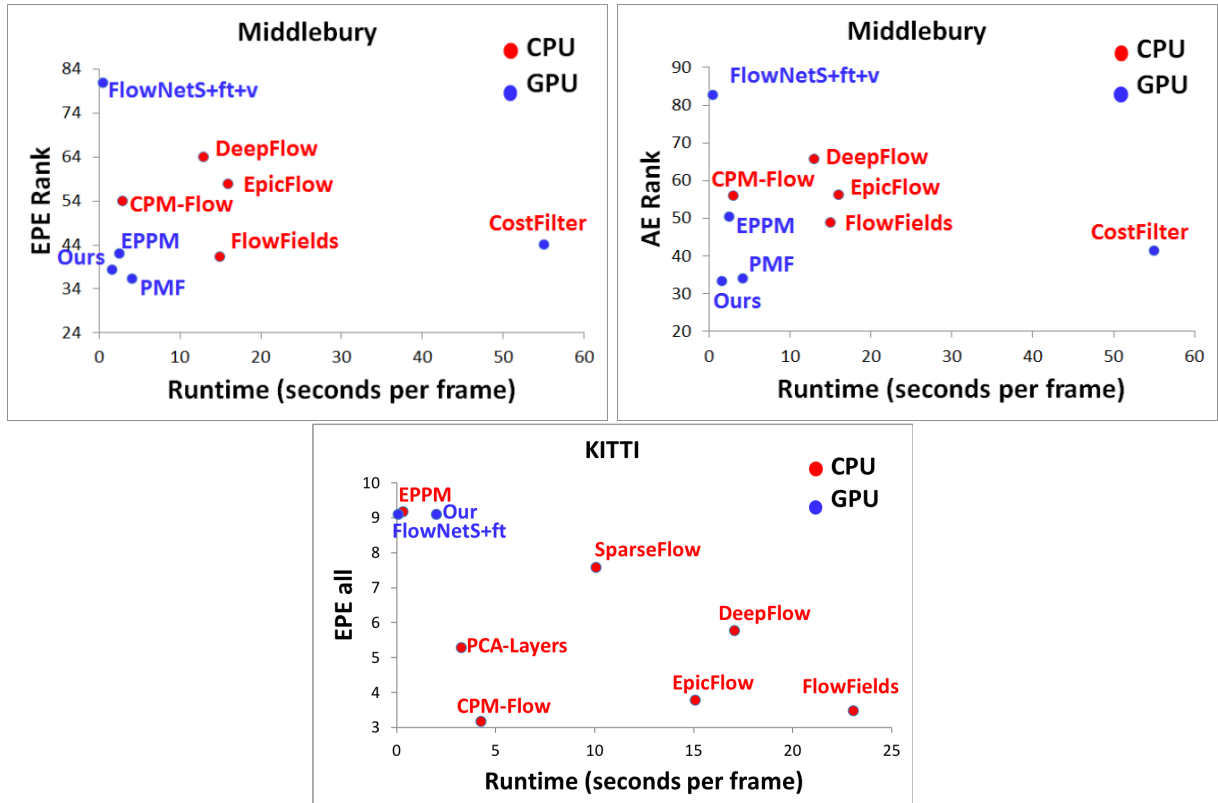 Middlebury
CPU
GPU
84
74
64
54
44
34
24
EPE Rank
FlowNetS+ft+v
DeepFlow
EpicFlow
CPM-Flow
CostFilter
EPPM
FlowFields
Ours
PMF
0
10
20
30
40
50
60
Runtime (seconds per frame)
Middlebury
CPU
GPU
90
80
70
60
50
40
30
20
AE Rank
FlowNetS+ft+v
DeepFlow
CPM-Flow
EpicFlow
EPPM
FlowFields
CostFilter
PMF
Ours
0
10
20
30
40
50
60
Runtime (seconds per frame)
KITTI
CPU
GPU
10
9
8
7
6
5
4
3
EPE all
EPPM
Our
FlowNetS+ft
SparseFlow
DeepFlow
PCA-Layers
EpicFlow
FlowFields
CPM-Flow
0
5
10
15
20
25
Runtime (seconds per frame)